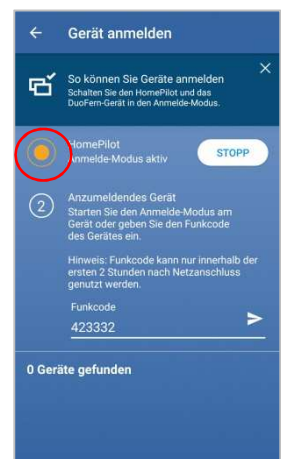 Gerät anmelden
So können Sie Geräte anmelden
Schalten Sie den HomePilot und das
DuoFern-Gerät in den Anmelde-Modus.
HomePilot
Anmelde-Modus aktiv
STOPP
2
Anzumeldendes Gerät
Starten Sie den Anmelde-Modus am
Gerät oder geben Sie den Funkcode
des Gerätes ein.
Hinweis: Funkcode kann nur innerhalb der
ersten 2 Stunden nach Netzanschluss
genutzt werden.
Funkcode
423332
0 Geräte gefunden